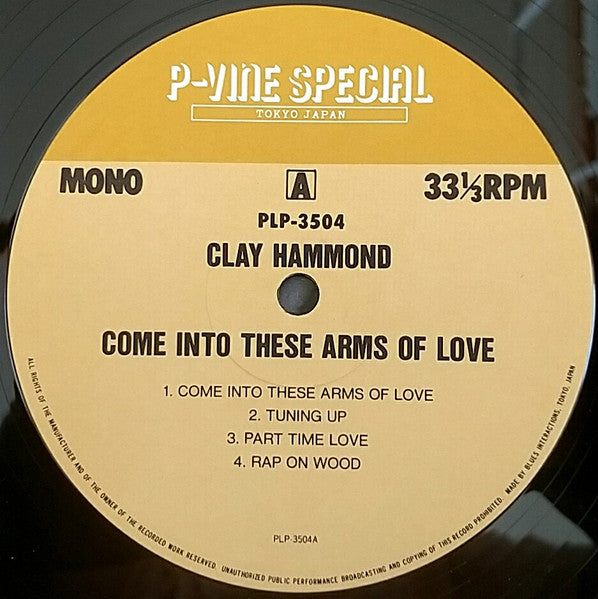 P-VINE SPECIAL
TOKYO JAPAN
MONO
A
33⅓RPM
PLP-3504
CLAY HAMMOND
COME INTO THESE ARMS OF LOVE
1. COME INTO THESE ARMS OF LOVE
2. TUNING UP
3. PART TIME LOVE
4. RAP ON WOOD
PLP-3504A
ALL RIGHTS OF THE MANUFACTURER AND OF THE OWNER OF THE RECORDED WORK RESERVED. UNAUTHORIZED PUBLIC PERFORMANCE BROADCASTING AND COPYING OF THIS RECORD PROHIBITED. MADE BY BLUES INTERACTIONS, TOKYO, JAPAN